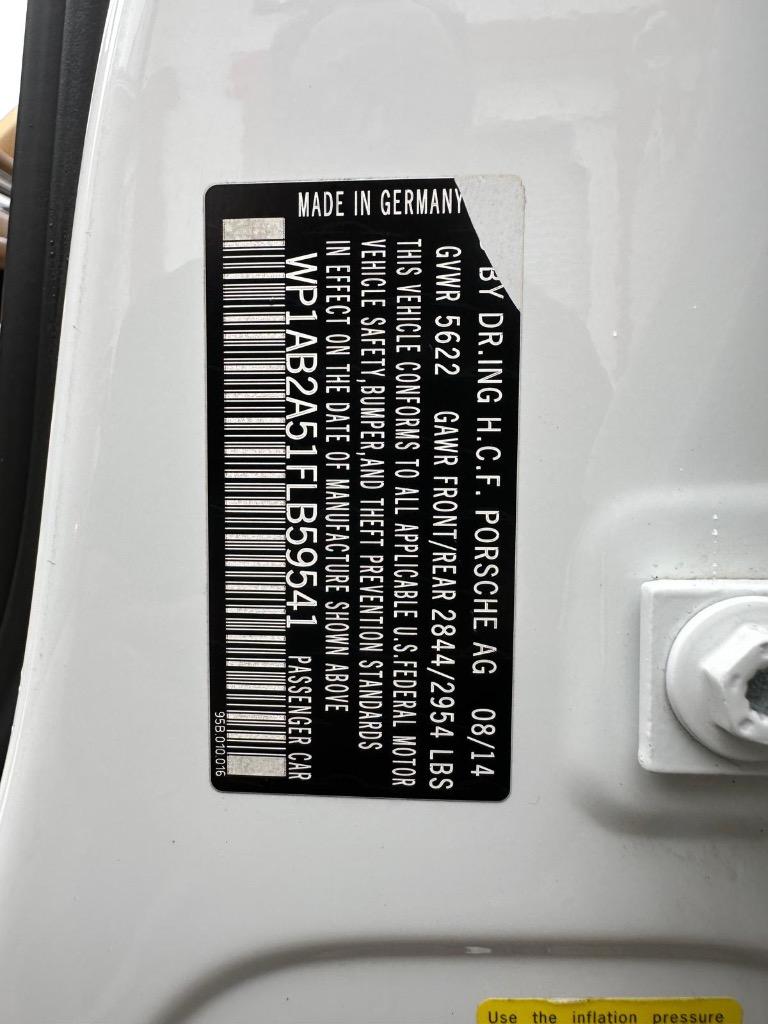 BY DR.ING H.C.F. PORSCHE AG 08/14
GVWR 5622 GAWR FRONT/REAR 2844/2954 LBS
THIS VEHICLE CONFORMS TO ALL APPLICABLE U.S.FEDERAL MOTOR
VEHICLE SAFETY,BUMPER,AND THEFT PREVENTION STANDARDS
IN EFFECT ON THE DATE OF MANUFACTURE SHOWN ABOVE
WP1AB2A51FLB59541 PASSENGER CAR
95B.010.016
MADE IN GERMANY
Use the inflation pressure